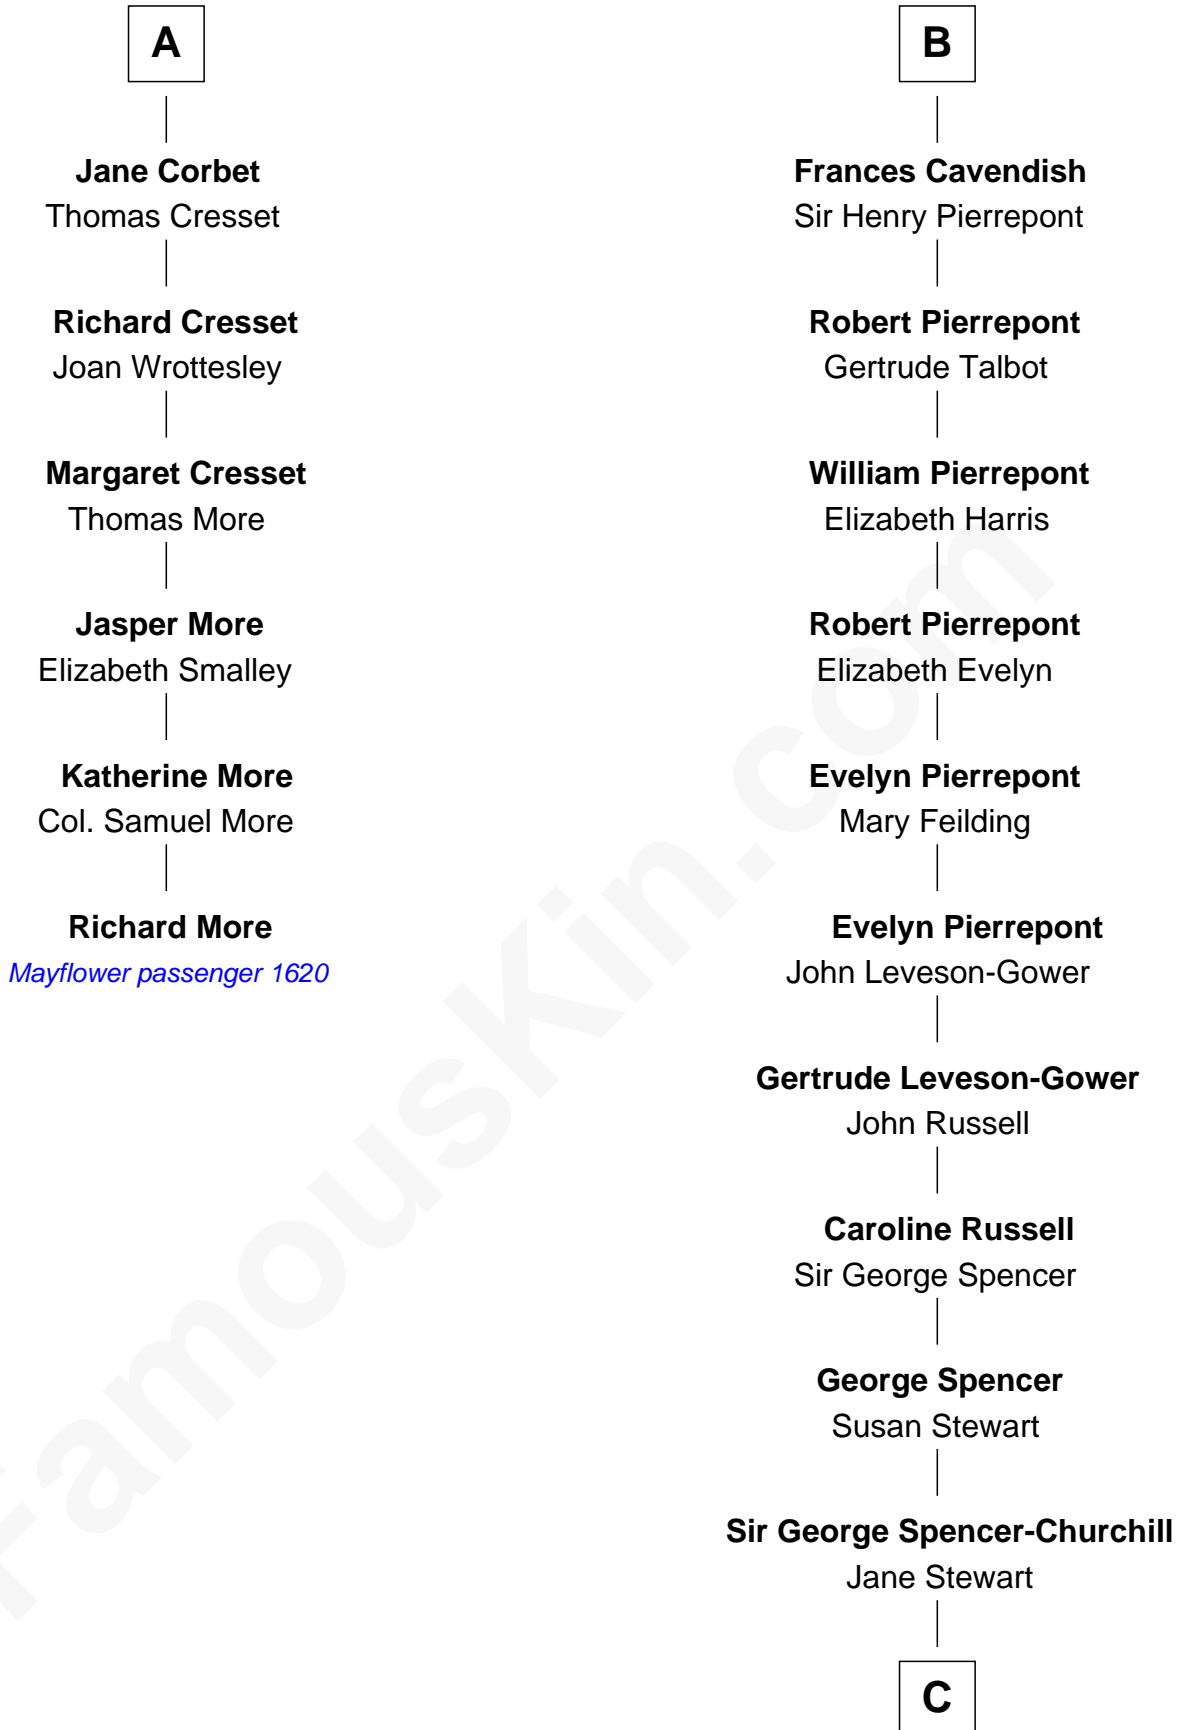 A
Jane Corbet
Thomas Cresset
Richard Cresset
Joan Wrottesley
Margaret Cresset
Thomas More
Jasper More
Elizabeth Smalley
Katherine More
Col. Samuel More
Richard More
Mayflower passenger 1620
B
Frances Cavendish
Sir Henry Pierrepont
Robert Pierrepont
Gertrude Talbot
William Pierrepont
Elizabeth Harris
Robert Pierrepont
Elizabeth Evelyn
Evelyn Pierrepont
Mary Feilding
Evelyn Pierrepont
John Leveson-Gower
Gertrude Leveson-Gower
John Russell
Caroline Russell
Sir George Spencer
George Spencer
Susan Stewart
Sir George Spencer-Churchill
Jane Stewart
C
FamousKin.com